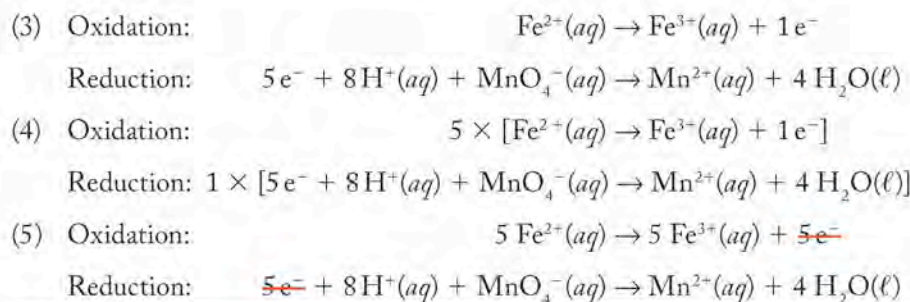 (3) Oxidation: Fe²⁺(aq) → Fe³⁺(aq) + 1 e⁻
Reduction: 5 e⁻ + 8 H⁺(aq) + MnO₄⁻(aq) → Mn²⁺(aq) + 4 H₂O(ℓ)
(4) Oxidation: 5 × [Fe²⁺(aq) → Fe³⁺(aq) + 1 e⁻]
Reduction: 1 × [5 e⁻ + 8 H⁺(aq) + MnO₄⁻(aq) → Mn²⁺(aq) + 4 H₂O(ℓ)]
(5) Oxidation: 5 Fe²⁺(aq) → 5 Fe³⁺(aq) + 5 e⁻
Reduction: 5 e⁻ + 8 H⁺(aq) + MnO₄⁻(aq) → Mn²⁺(aq) + 4 H₂O(ℓ)